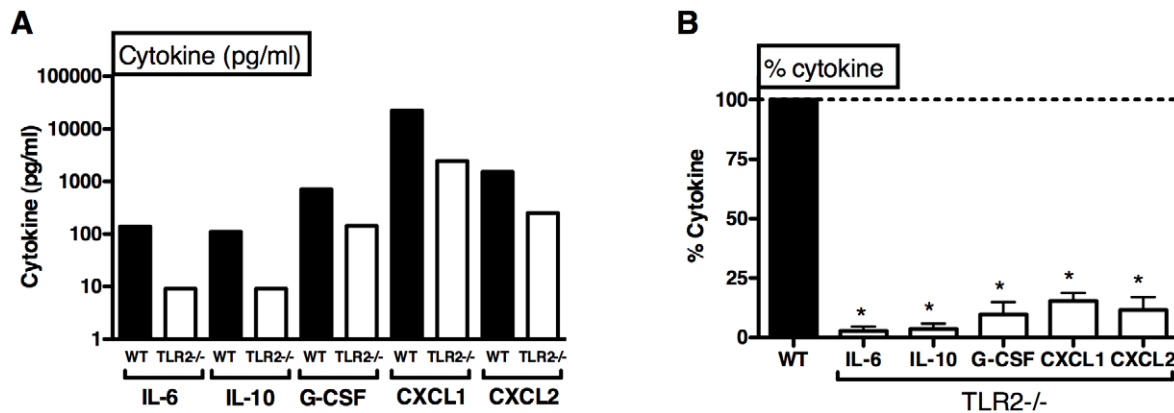 A
Cytokine (pg/ml)
Cytokine (pg/ml)
100000
10000
1000
100
10
1
WT TLR2-/- WT TLR2-/- WT TLR2-/- WT TLR2-/- WT TLR2-/-
IL-6 IL-10 G-CSF CXCL1 CXCL2
B
% cytokine
% Cytokine
100
75
50
25
0
* * * * *
WT IL-6 IL-10 G-CSF CXCL1 CXCL2
TLR2-/-